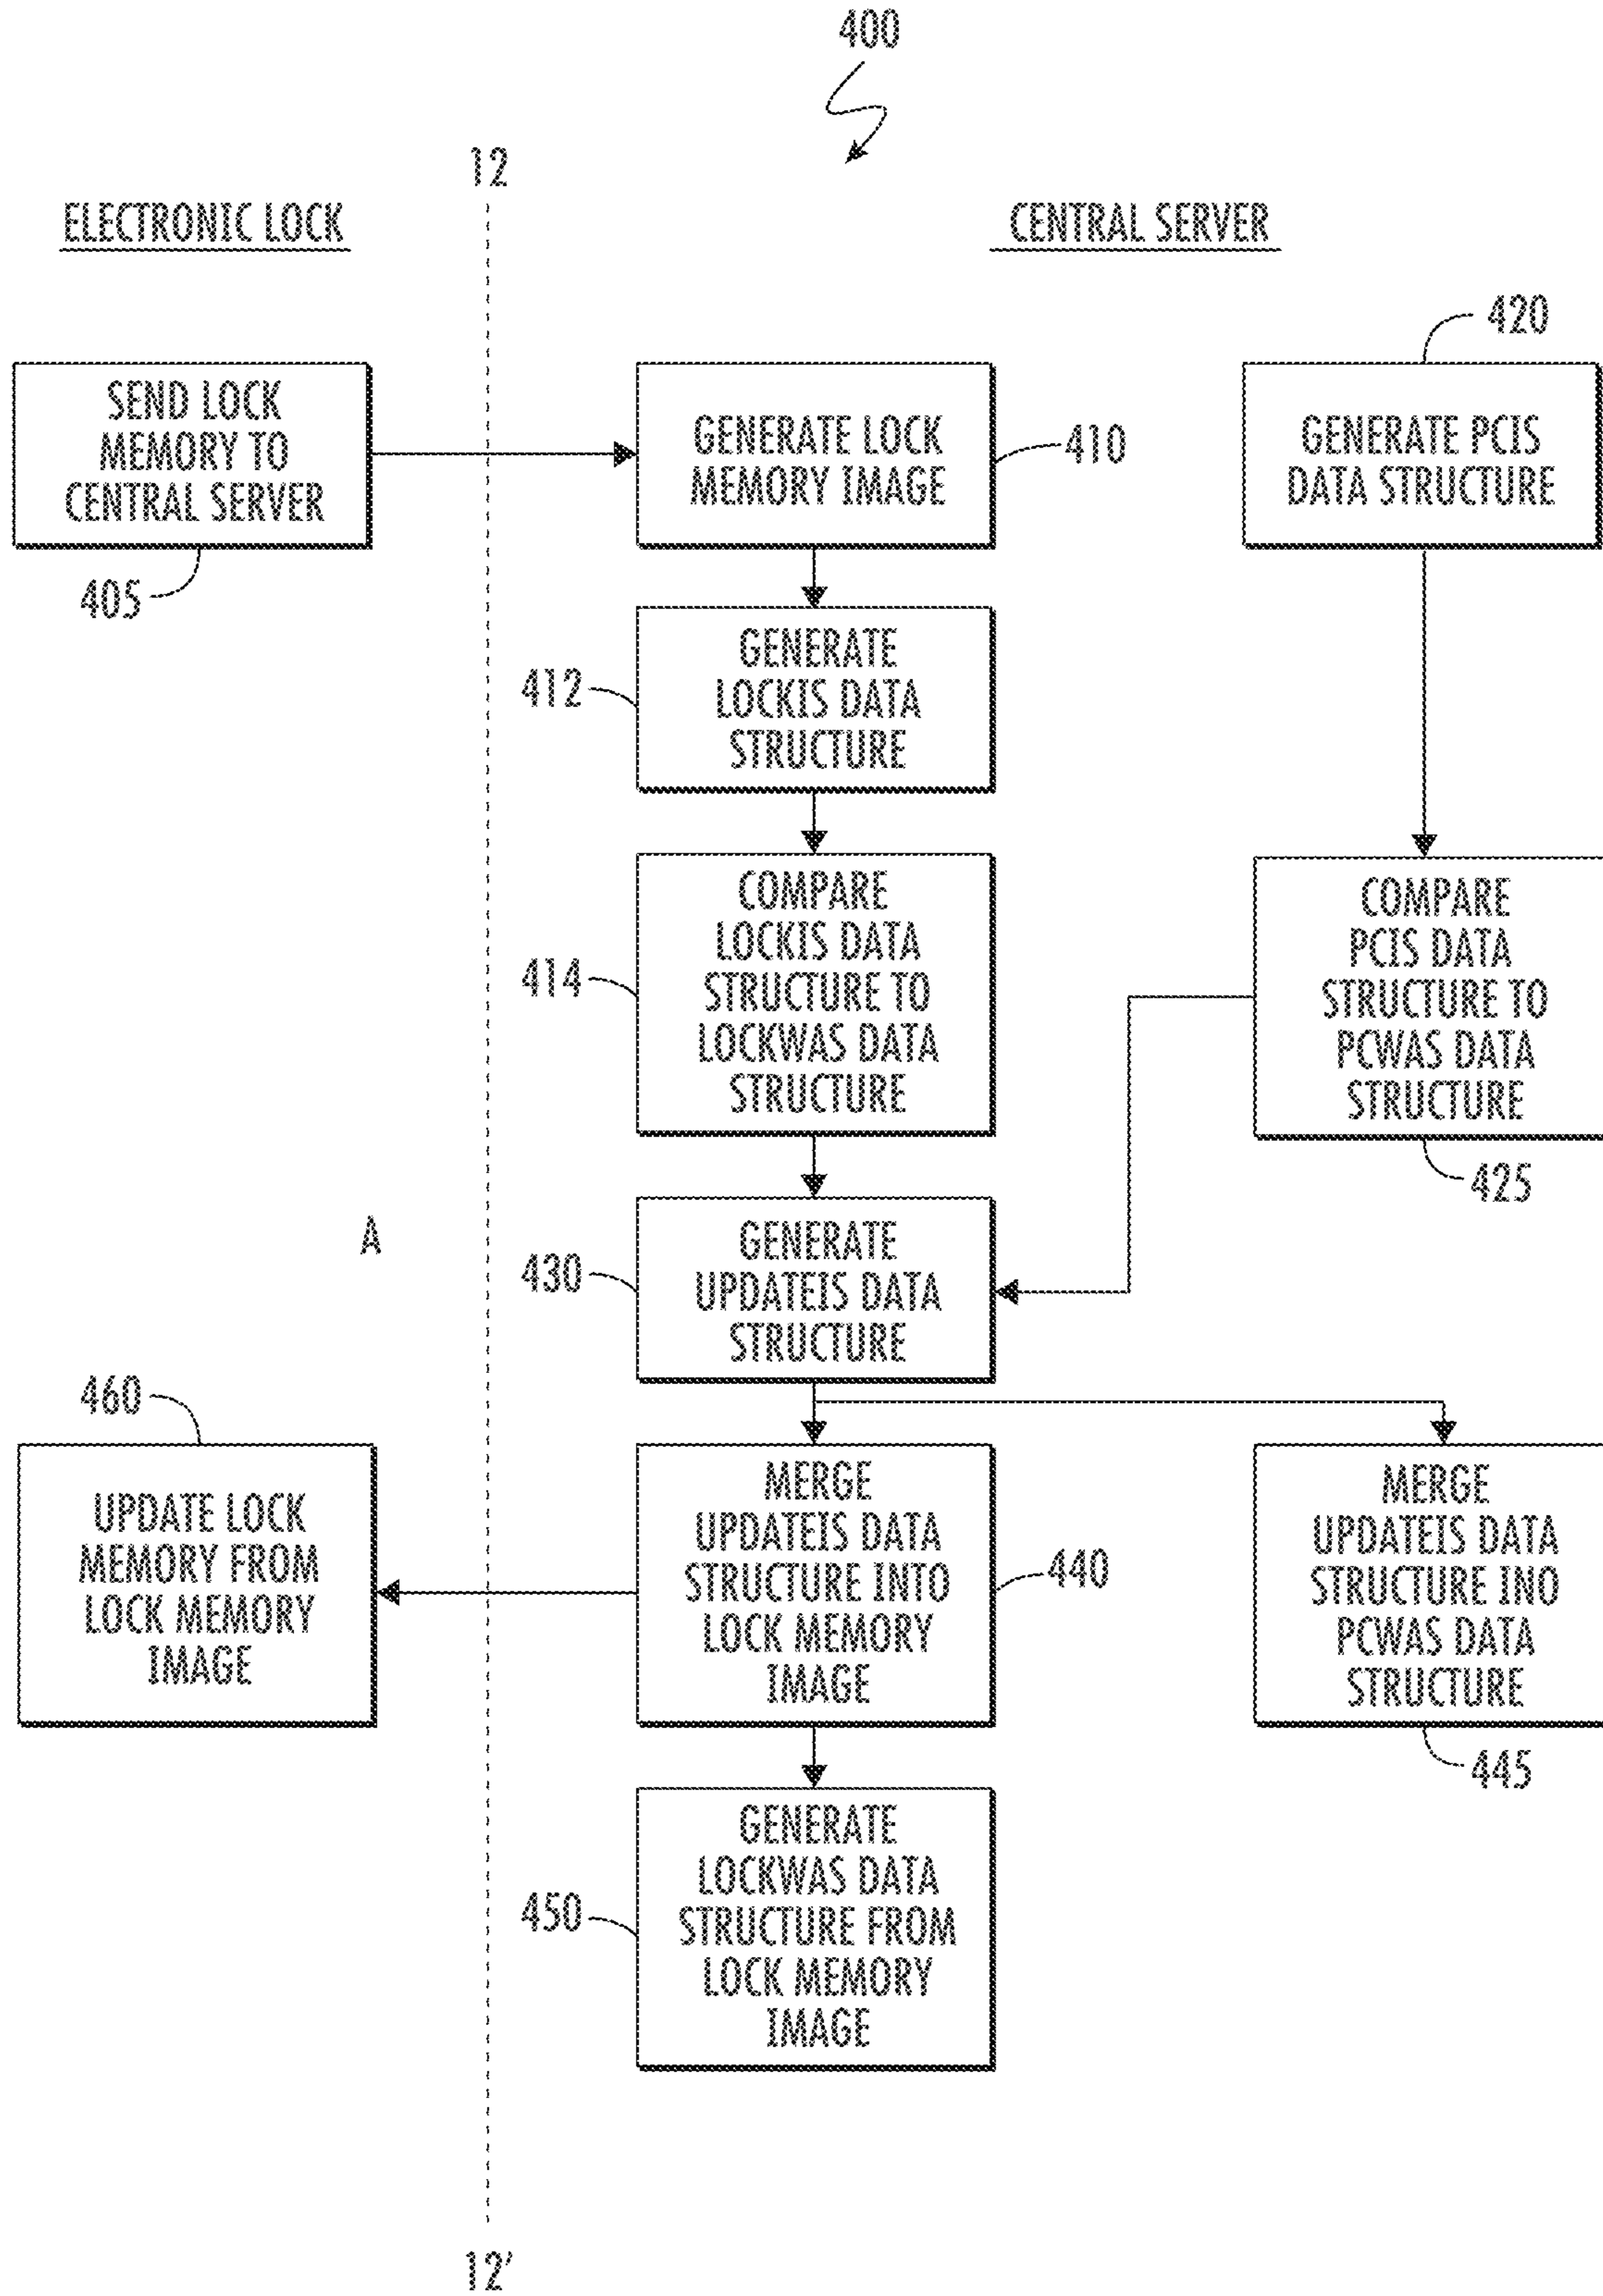 400
12
ELECTRONIC LOCK
CENTRAL SERVER
420
SEND LOCK
MEMORY TO
CENTRAL SERVER
405
GENERATE LOCK
MEMORY IMAGE
410
GENERATE PCIS
DATA STRUCTURE
412
GENERATE
LOCKIS DATA
STRUCTURE
414
COMPARE
LOCKIS DATA
STRUCTURE TO
LOCKWAS DATA
STRUCTURE
COMPARE
PCIS DATA
STRUCTURE TO
PCWAS DATA
STRUCTURE
425
A
430
GENERATE
UPDATEIS DATA
STRUCTURE
460
UPDATE LOCK
MEMORY FROM
LOCK MEMORY
IMAGE
MERGE
UPDATEIS DATA
STRUCTURE INTO
LOCK MEMORY
IMAGE
440
MERGE
UPDATEIS DATA
STRUCTURE INO
PCWAS DATA
STRUCTURE
445
450
GENERATE
LOCKWAS DATA
STRUCTURE FROM
LOCK MEMORY
IMAGE
12'